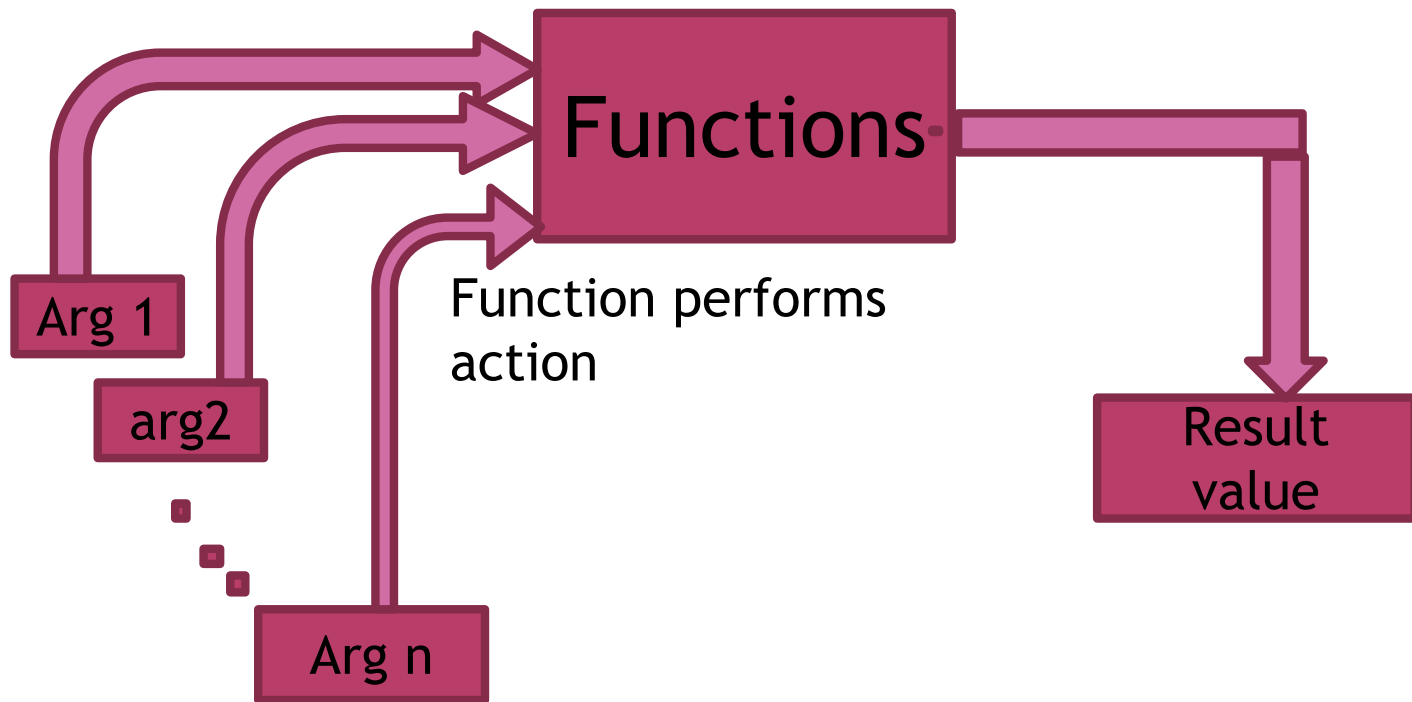 Functions
Arg 1
arg2
Function performs
action
Arg n
Result
value